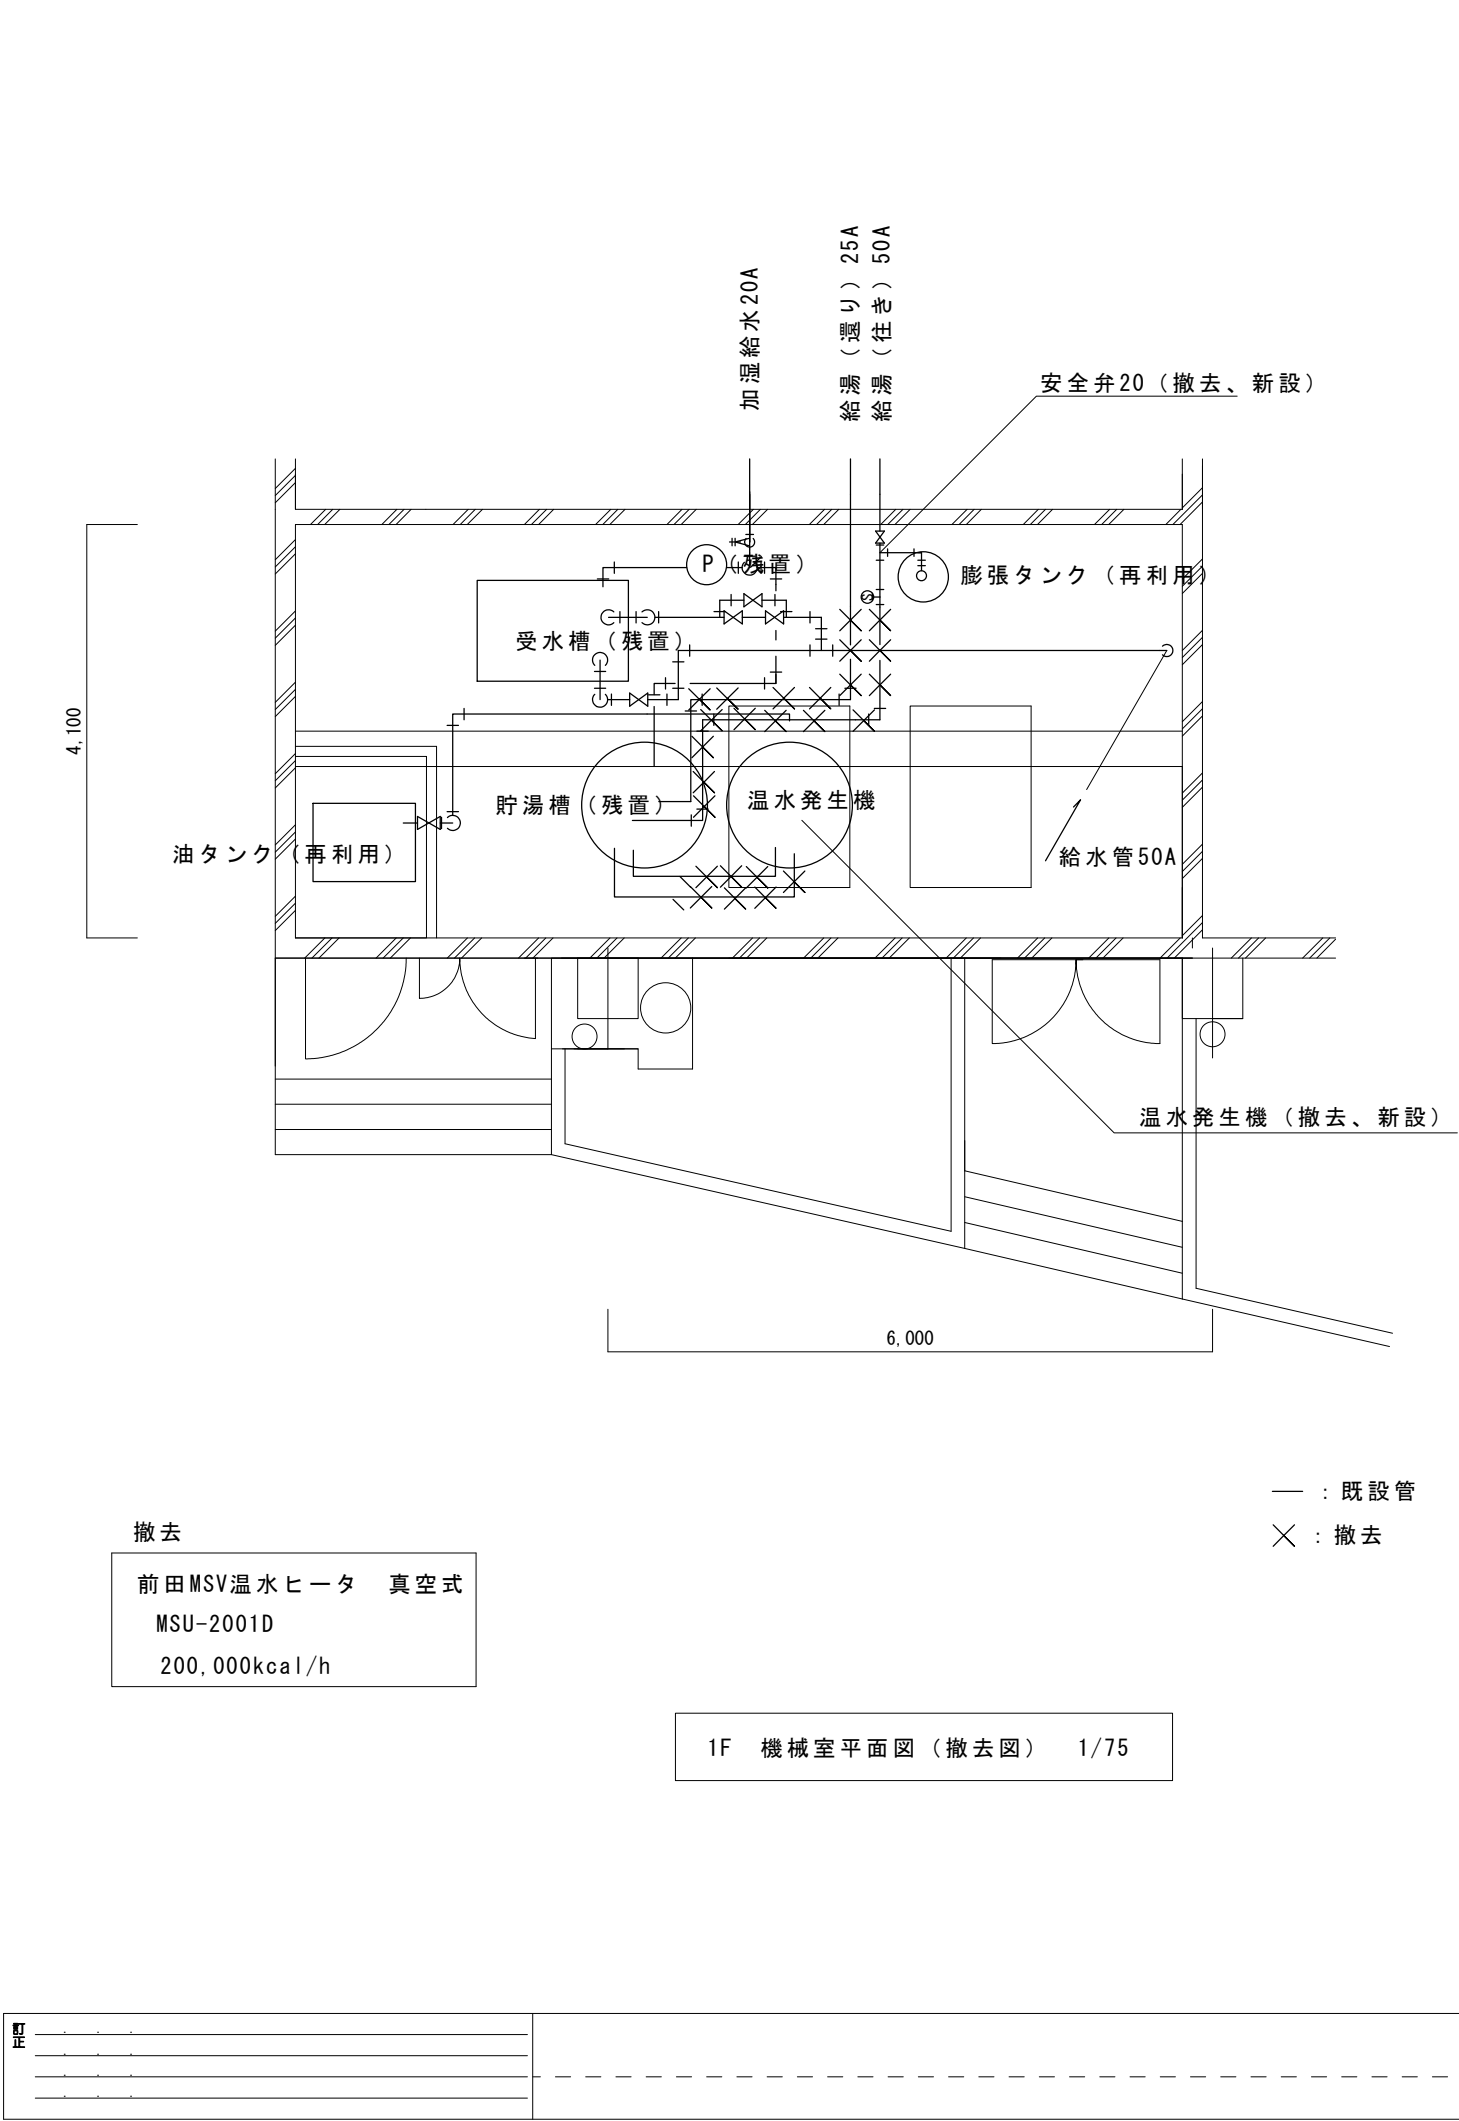 加湿給水20A
給湯（還り）25A
給湯（往き）50A
安全弁20（撤去、新設）
P（残置）
膨張タンク（再利用）
S
受水槽（残置）
4,100
貯湯槽（残置）
温水発生機
油タンク（再利用）
給水管50A
温水発生機（撤去、新設）
6,000
：既設管
：撤去
撤去
前田MSV温水ヒータ　真空式
MSU-2001D
200,000kcal/h
1F　機械室平面図（撤去図）　1/75
訂正